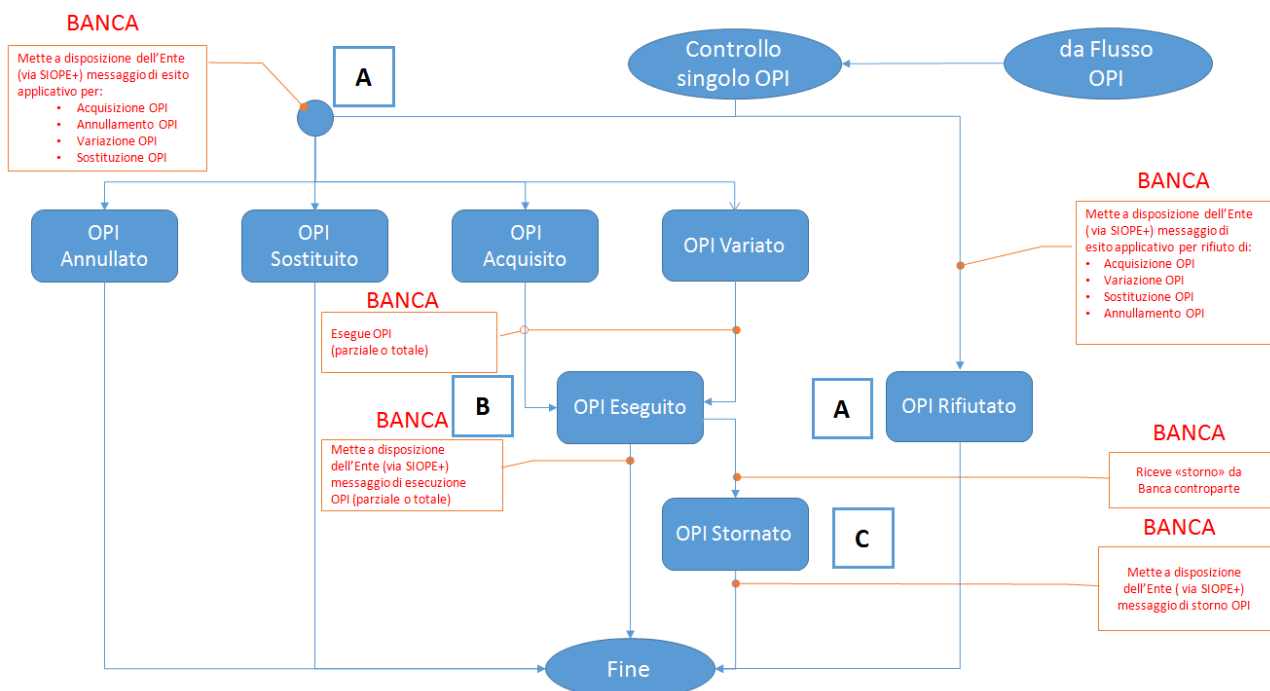 BANCA
Mette a disposizione dell'Ente
(via SIOPE+) messaggio di esito
applicativo per:
• Acquisizione OPI
• Annullamento OPI
• Variazione OPI
• Sostituzione OPI
A
Controllo
singolo OPI
da Flusso
OPI
OPI
Annullato
OPI
Sostituito
OPI
Acquisito
OPI Variato
BANCA
Mette a disposizione dell'Ente
( via SIOPE+) messaggio di
esito applicativo per rifiuto di:
• Acquisizione OPI
• Variazione OPI
• Sostituzione OPI
• Annullamento OPI
BANCA
Esegue OPI
(parziale o totale)
B
OPI Eseguito
A
OPI Rifiutato
BANCA
Mette a disposizione
dell'Ente (via SIOPE+)
messaggio di esecuzione
OPI (parziale o totale)
BANCA
Riceve «storno» da
Banca controparte
OPI Stornato
C
BANCA
Mette a disposizione
dell'Ente ( via SIOPE+)
messaggio di storno OPI
Fine